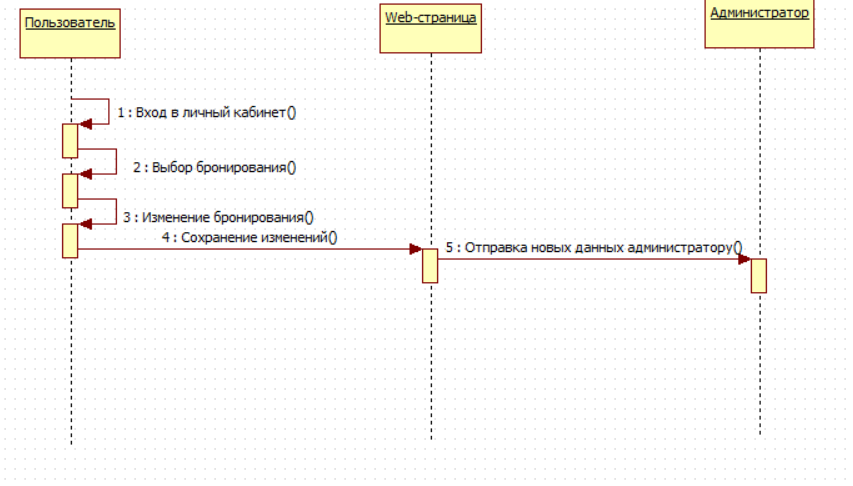 Пользователь
Web-страница
Администратор
1 : Вход в личный кабинет()
2 : Выбор бронирования()
3 : Изменение бронирования()
4 : Сохранение изменений()
5 : Отправка новых данных администратору()